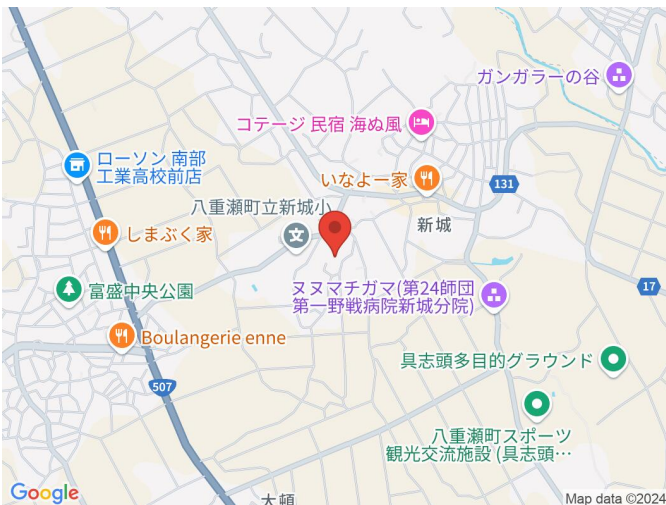 ガンガラーの谷
コテージ 民宿 海ぬ風
ローソン 南部
工業高校前店
いなよー家
131
八重瀬町立新城小
文
新城
しまぶく家
富盛中央公園
ヌヌマチガマ(第24師団
第一野戦病院新城分院)
17
Boulangerie enne
具志頭多目的グラウンド
507
八重瀬町スポーツ
観光交流施設 (具志頭…
大頓
Google
Map data ©2024